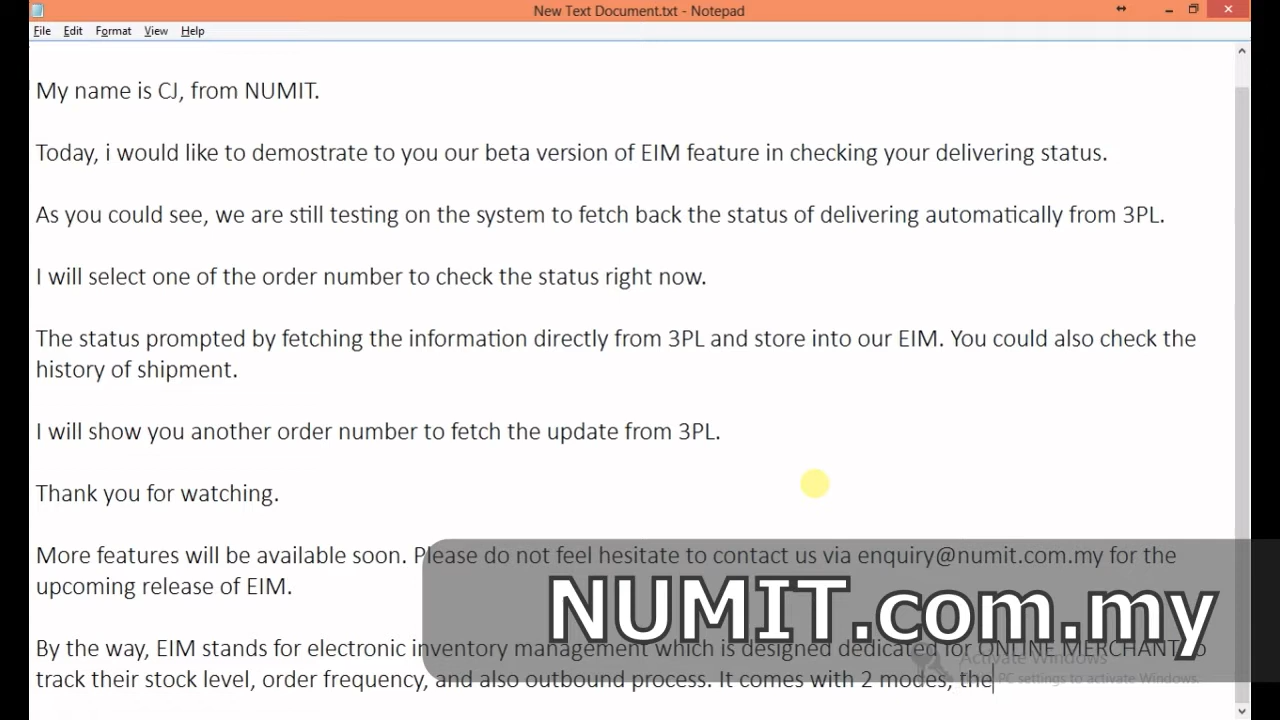 New Text Document.txt - Notepad
File Edit Format View Help
My name is CJ, from NUMIT.
Today, i would like to demostrate to you our beta version of EIM feature in checking your delivering status.
As you could see, we are still testing on the system to fetch back the status of delivering automatically from 3PL.
I will select one of the order number to check the status right now.
The status prompted by fetching the information directly from 3PL and store into our EIM. You could also check the
history of shipment.
I will show you another order number to fetch the update from 3PL.
Thank you for watching.
More features will be available soon. Please do not feel hesitate to contact us via enquiry@numit.com.my for the
upcoming release of EIM.
NUMIT.com.my
By the way, EIM stands for electronic inventory management which is designed dedicated for ONLINE MERCHANT to
Activate Windows
track their stock level, order frequency, and also outbound process. It comes with 2 modes, the
PC settings to activate Windows.